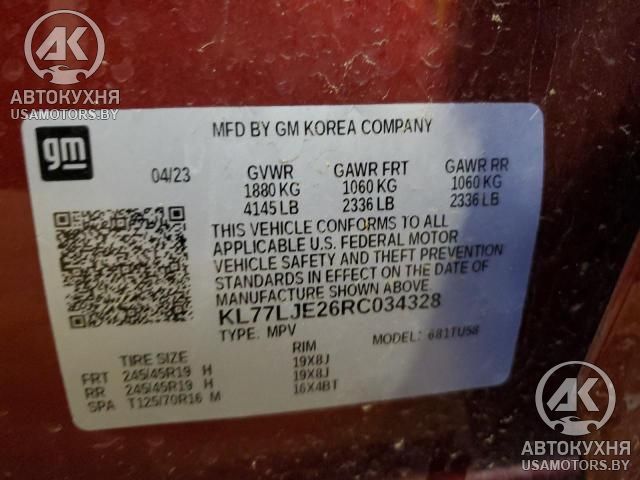 АВТОКУХНЯ
USAMOTORS.BY
АВТОКУХНЯ
USAMOTORS.BY
gm
MFD BY GM KOREA COMPANY
04/23 GVWR GAWR FRT GAWR RR
1880 KG 1060 KG 1060 KG
4145 LB 2336 LB 2336 LB
THIS VEHICLE CONFORMS TO ALL
APPLICABLE U.S. FEDERAL MOTOR
VEHICLE SAFETY AND THEFT PREVENTION
STANDARDS IN EFFECT ON THE DATE OF
MANUFACTURE SHOWN ABOVE.
KL77LJE26RC034328
TYPE: MPV MODEL: 681TU58
TIRE SIZE RIM
FRT 245/45R19 H 19X8J
RR 245/45R19 H 19X8J
SPA T125/70R16 M 16X4BT
АВТОКУХНЯ
USAMOTORS.BY